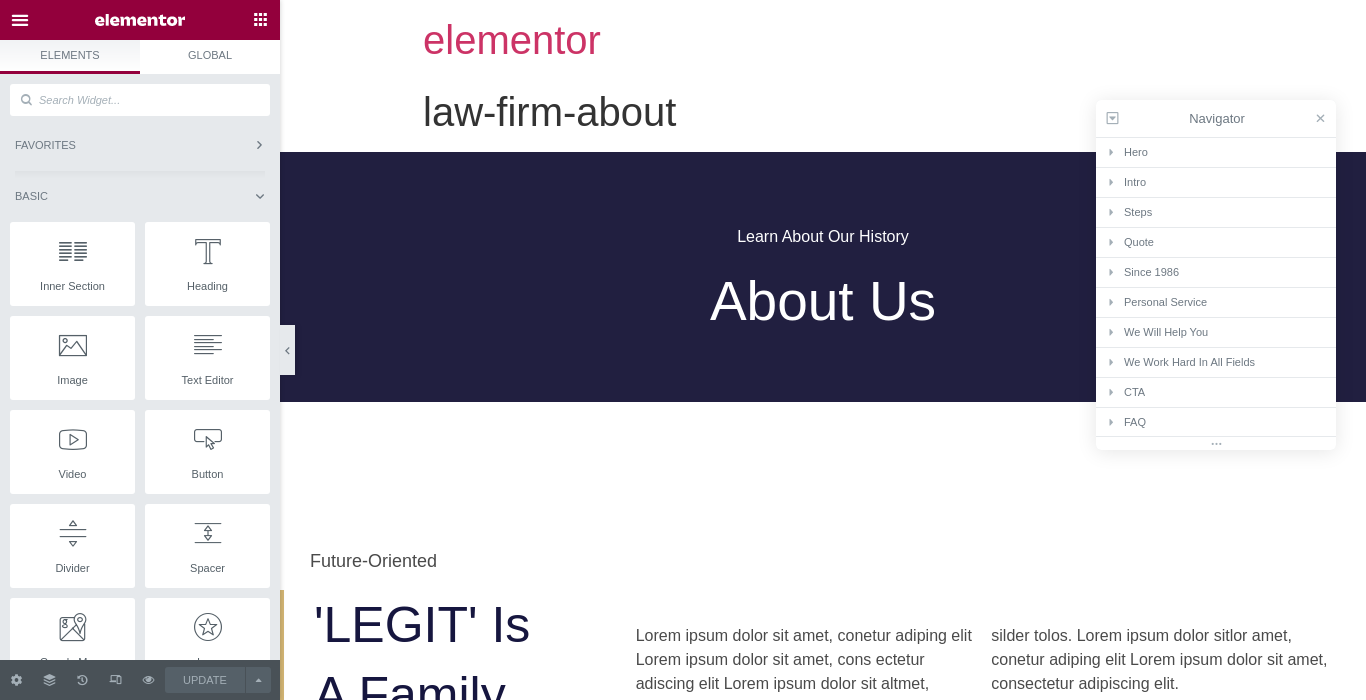 elementor
ELEMENTS
GLOBAL
Search Widget...
FAVORITES
BASIC
Inner Section
Heading
Image
Text Editor
Video
Button
Divider
Spacer
UPDATE
elementor
law-firm-about
Learn About Our History
About Us
Navigator
Hero
Intro
Steps
Quote
Since 1986
Personal Service
We Will Help You
We Work Hard In All Fields
CTA
FAQ
Future-Oriented
'LEGIT' Is
A Family
Lorem ipsum dolor sit amet, conetur adiping elit
Lorem ipsum dolor sit amet, cons ectetur
adiscing elit Lorem ipsum dolor sit altmet,
silder tolos. Lorem ipsum dolor sitlor amet,
conetur adiping elit Lorem ipsum dolor sit amet,
consectetur adipiscing elit.